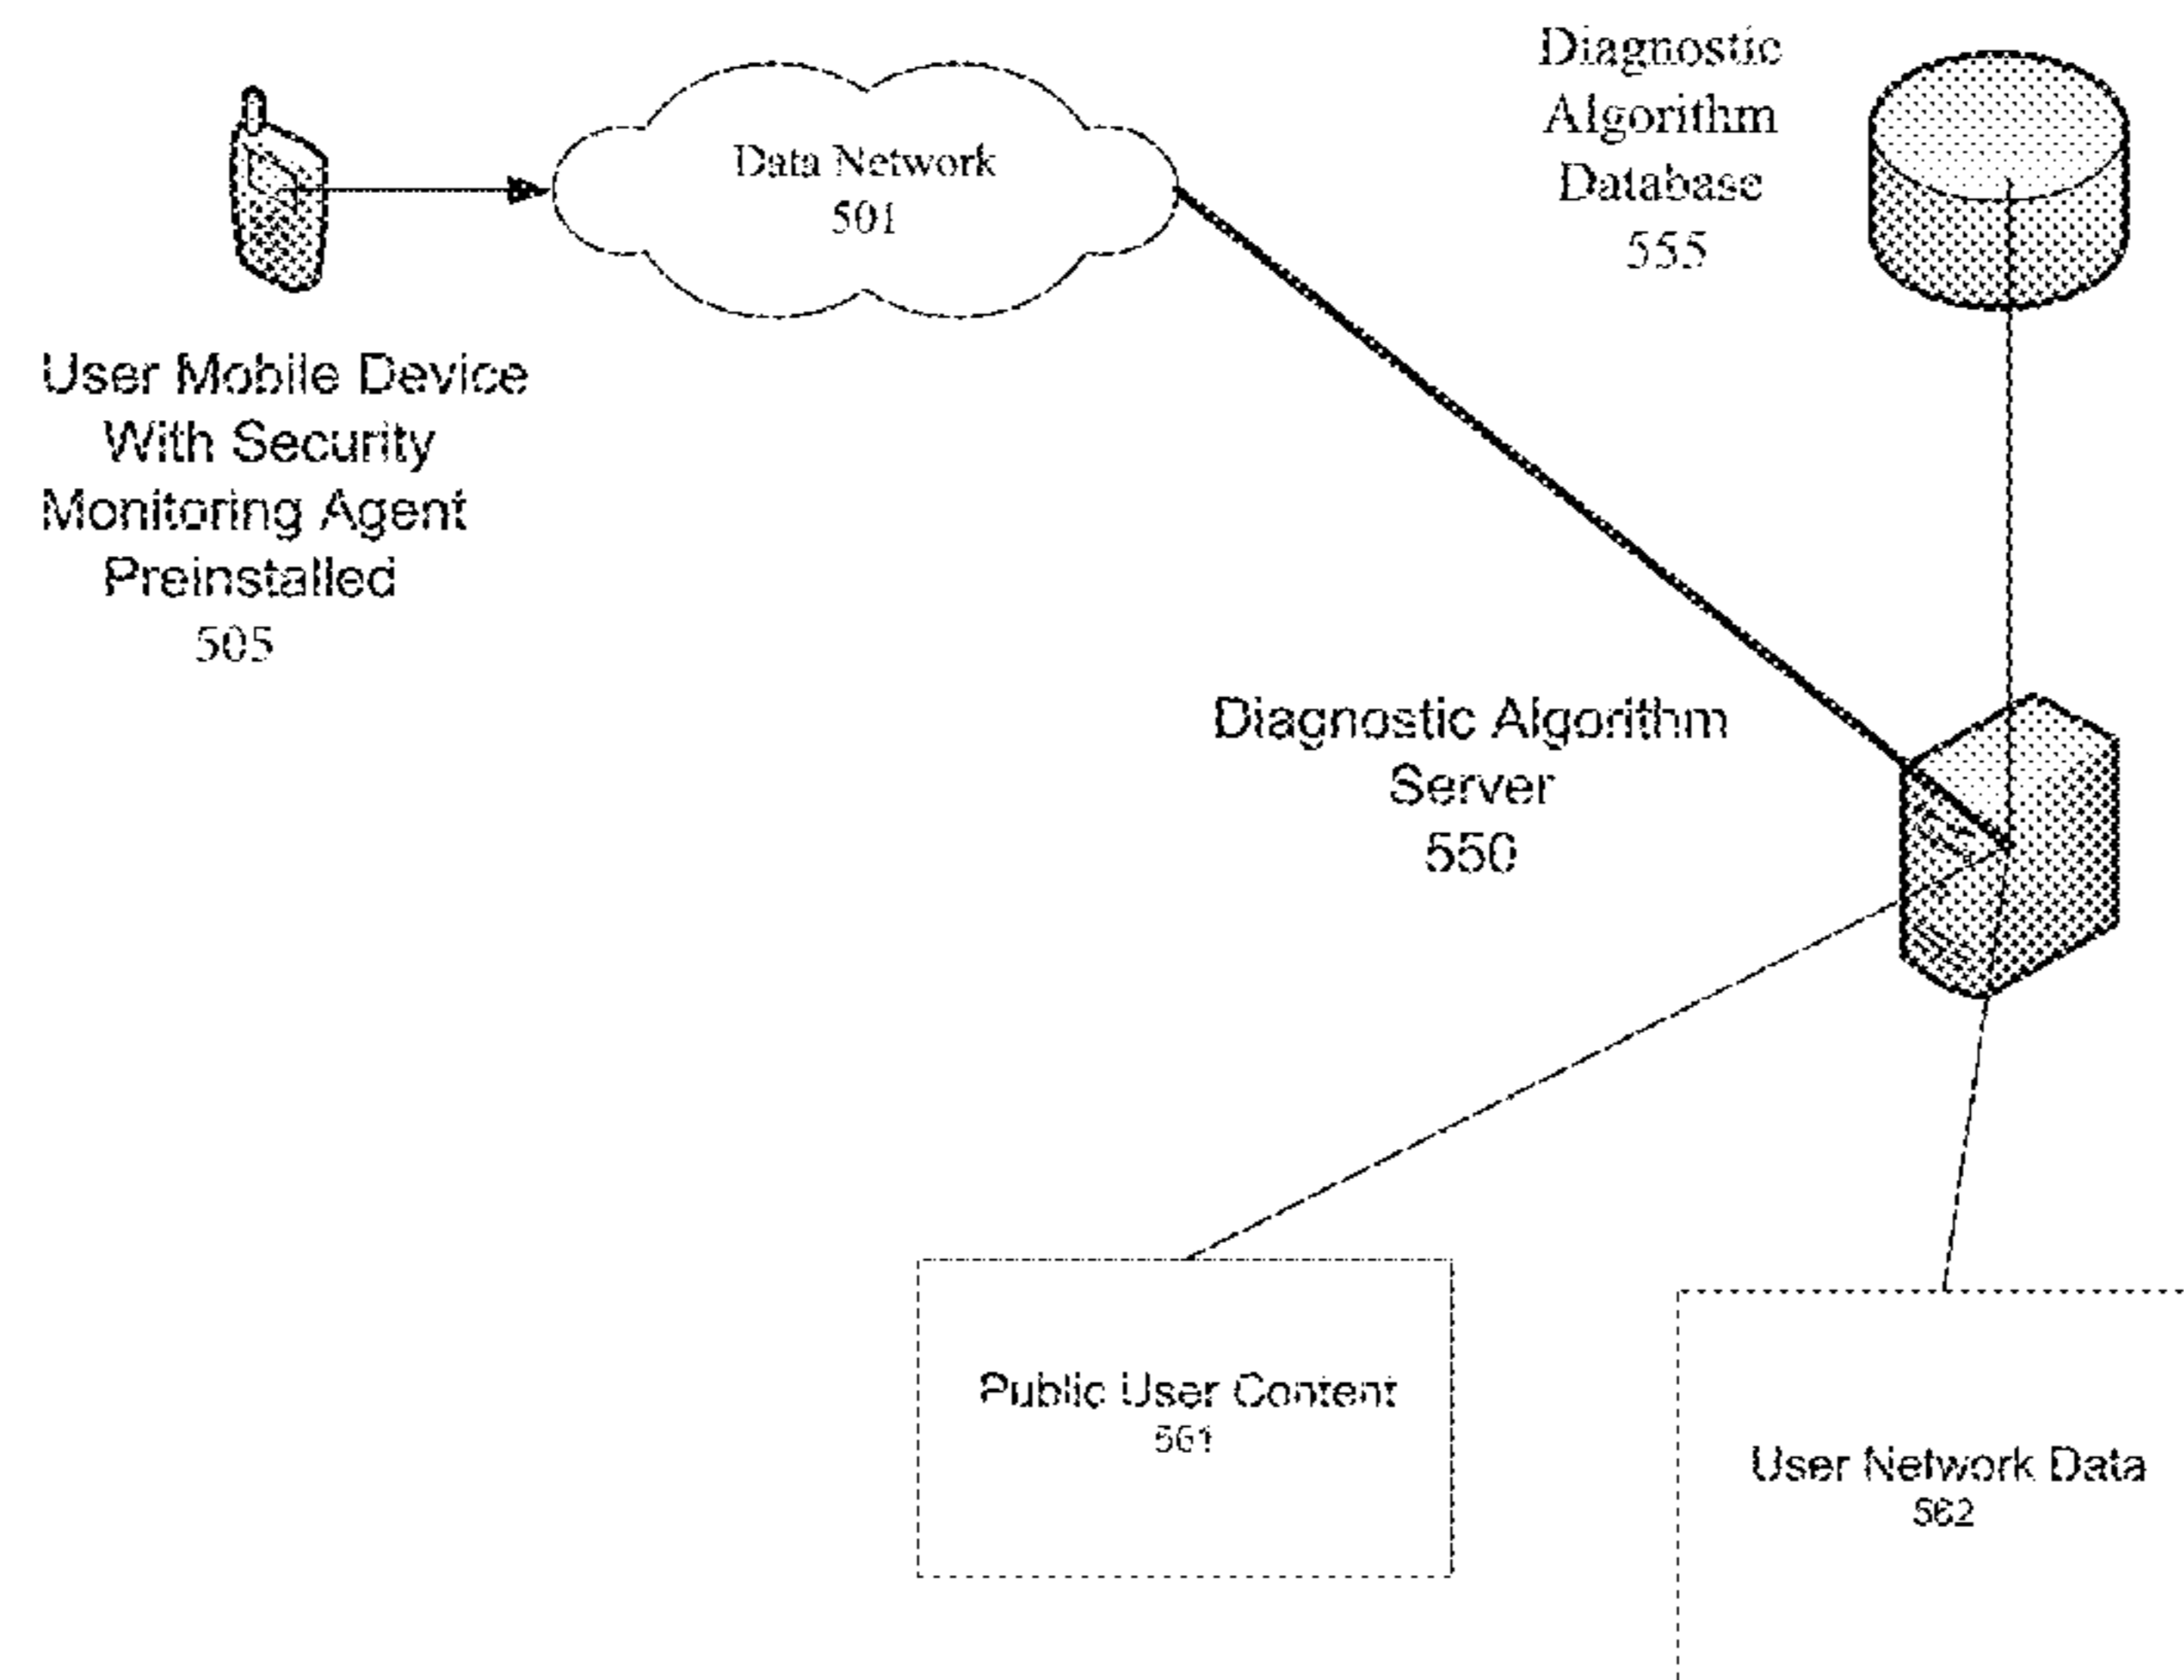 Data Network
501
Diagnostic
Algorithm
Database
555
User Mobile Device
With Security
Monitoring Agent
Preinstalled
505
Diagnostic Algorithm
Server
550
Public User Content
561
User Network Data
562